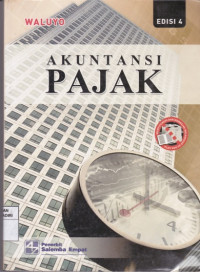 WALUYO
EDISI 4
AKUNTANSI
PAJAK
Penerbit
Salemba Empat